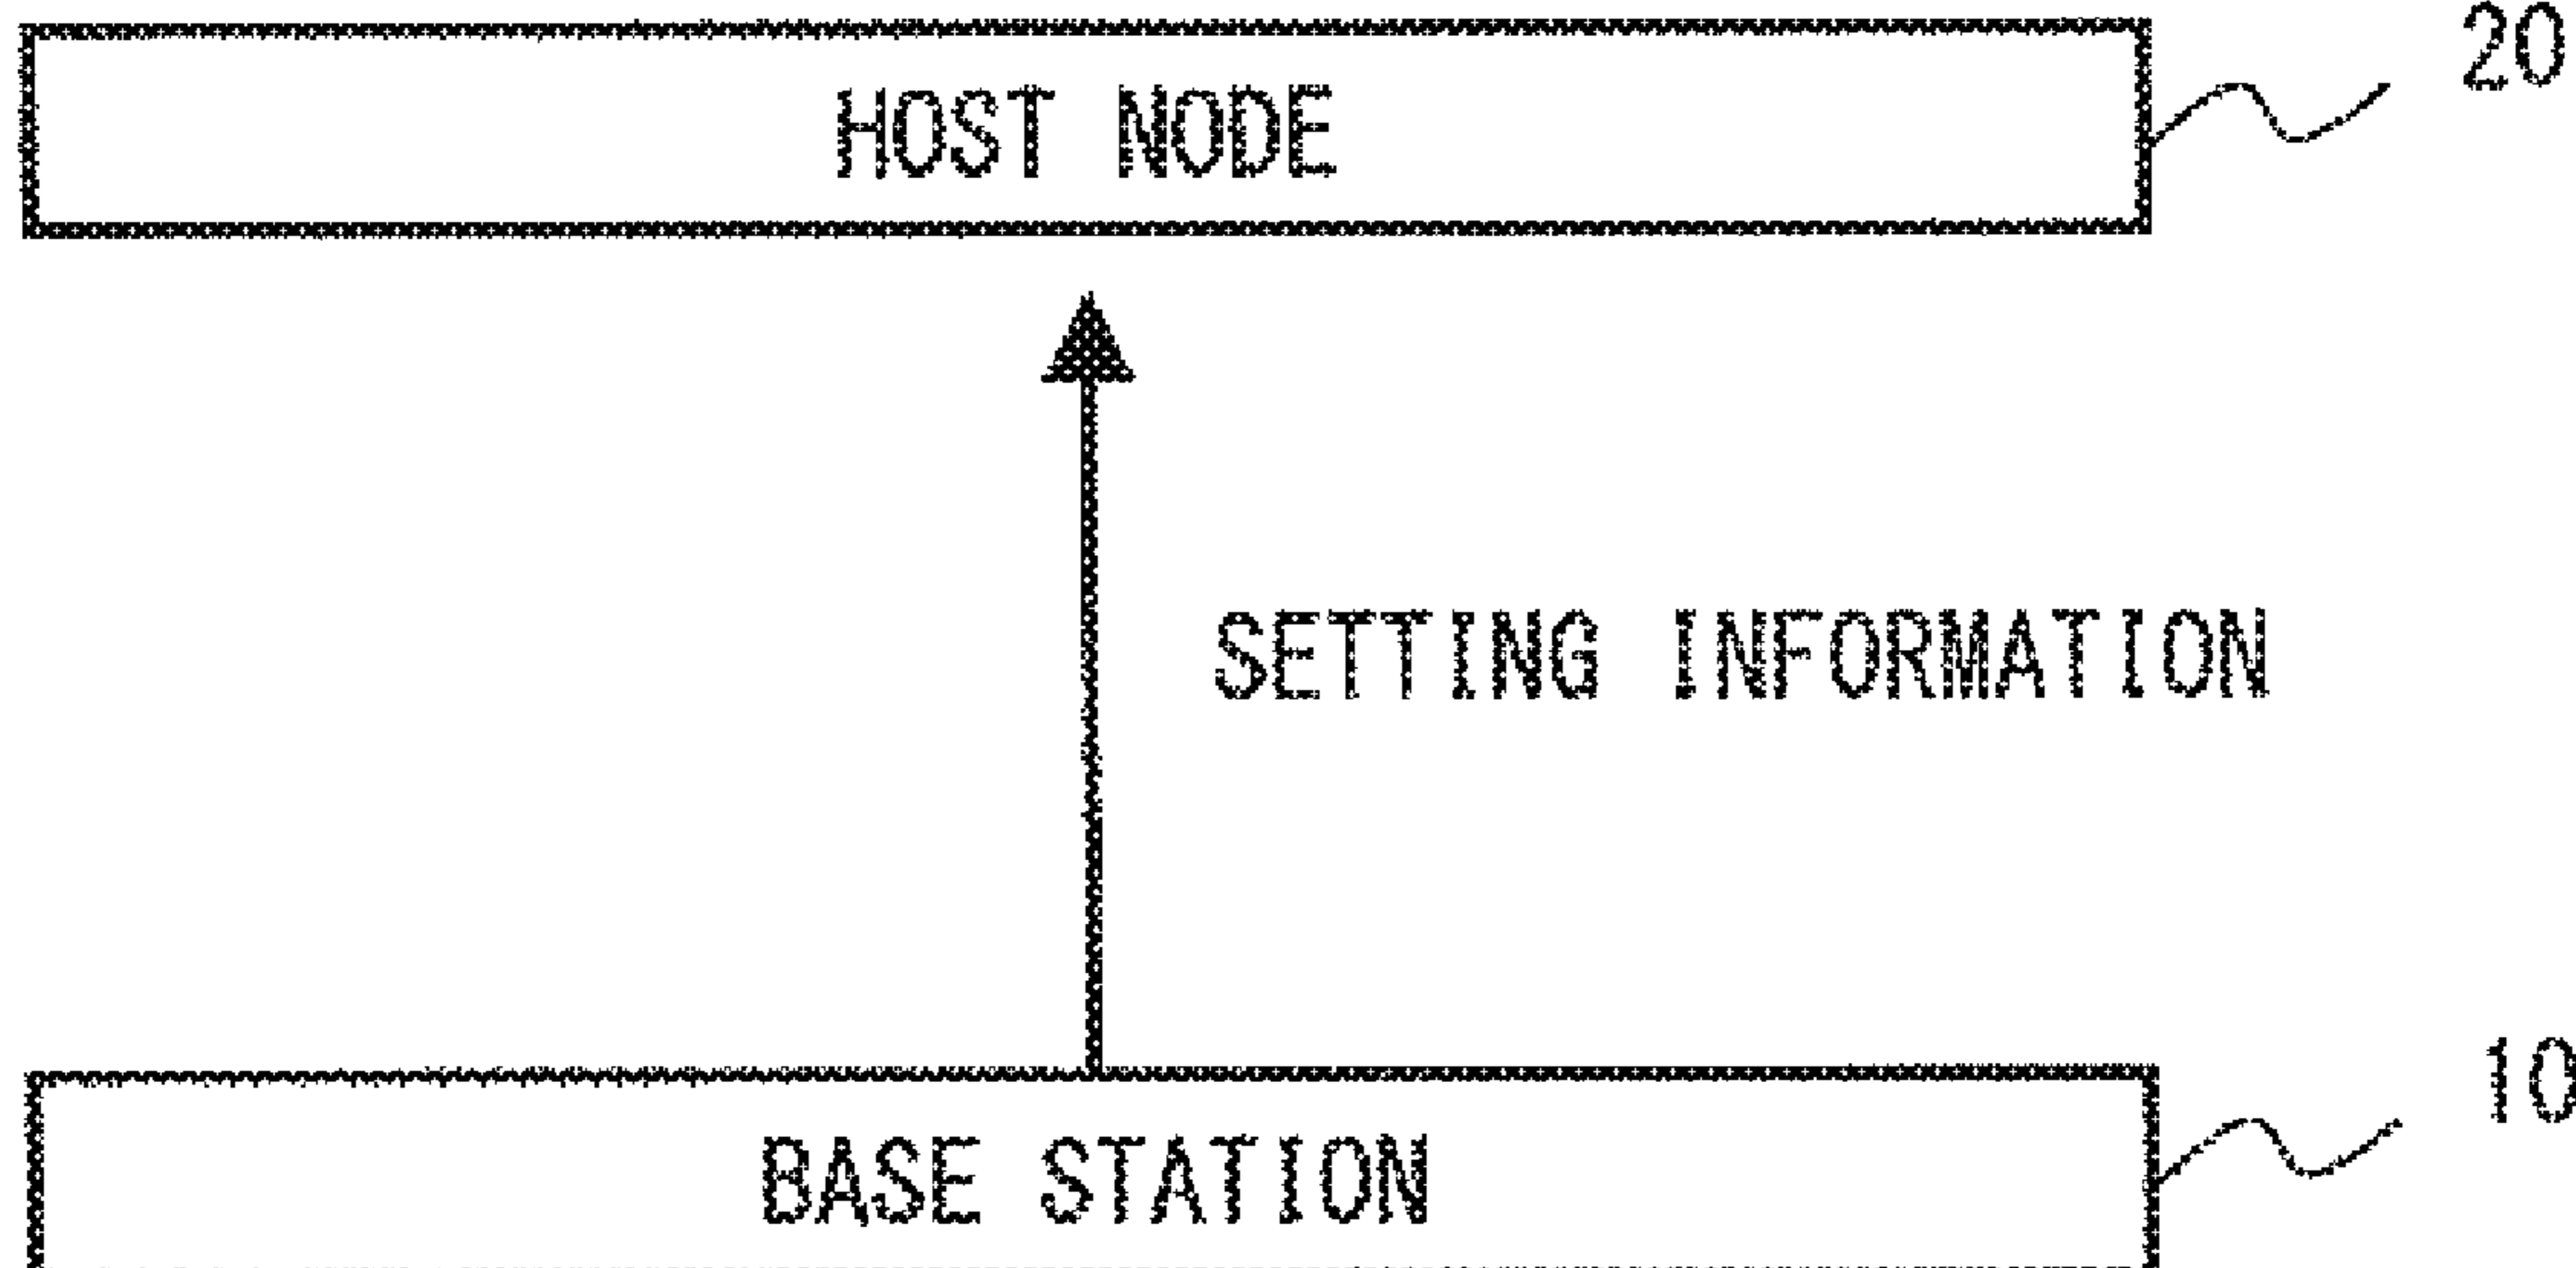 20
HOST NODE
SETTING INFORMATION
10
BASE STATION